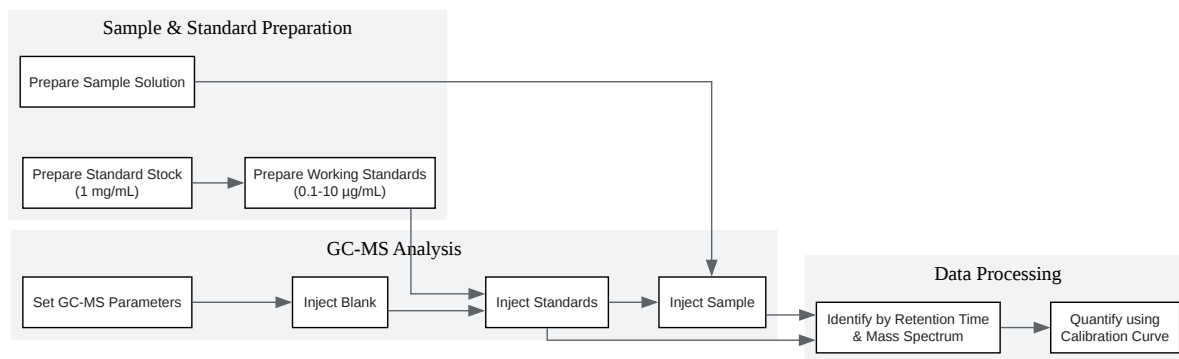 Sample & Standard Preparation
Prepare Sample Solution
Prepare Standard Stock
(1 mg/mL)
Prepare Working Standards
(0.1-10 µg/mL)
GC-MS Analysis
Set GC-MS Parameters
Inject Blank
Inject Standards
Inject Sample
Data Processing
Identify by Retention Time
& Mass Spectrum
Quantify using
Calibration Curve